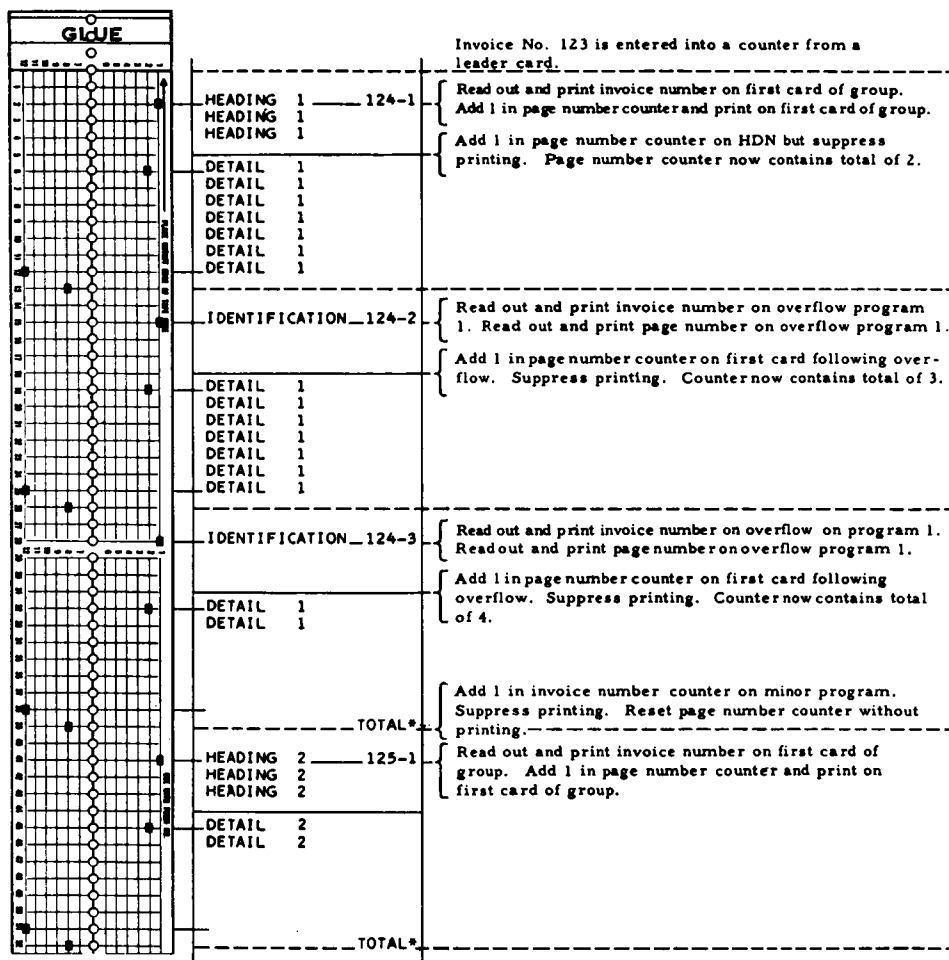 GLUE
Invoice No. 123 is entered into a counter from a
leader card.
HEADING 1 124-1
HEADING 1
HEADING 1
Read out and print invoice number on first card of group.
Add 1 in page number counter and print on first card of group.
Add 1 in page number counter on HDN but suppress
printing. Page number counter now contains total of 2.
DETAIL 1
DETAIL 1
DETAIL 1
DETAIL 1
DETAIL 1
DETAIL 1
DETAIL 1
IDENTIFICATION 124-2
Read out and print invoice number on overflow program
1. Read out and print page number on overflow program 1.
Add 1 in page number counter on first card following over-
flow. Suppress printing. Counter now contains total of 3.
DETAIL 1
DETAIL 1
DETAIL 1
DETAIL 1
DETAIL 1
DETAIL 1
DETAIL 1
IDENTIFICATION 124-3
Read out and print invoice number on overflow on program 1.
Read out and print page number on overflow program 1.
Add 1 in page number counter on first card following
overflow. Suppress printing. Counter now contains total
of 4.
DETAIL 1
DETAIL 1
Add 1 in invoice number counter on minor program.
Suppress printing. Reset page number counter without
printing.
TOTAL*
HEADING 2 125-1
HEADING 2
HEADING 2
Read out and print invoice number on first card of
group. Add 1 in page number counter and print on
first card of group.
DETAIL 2
DETAIL 2
TOTAL*